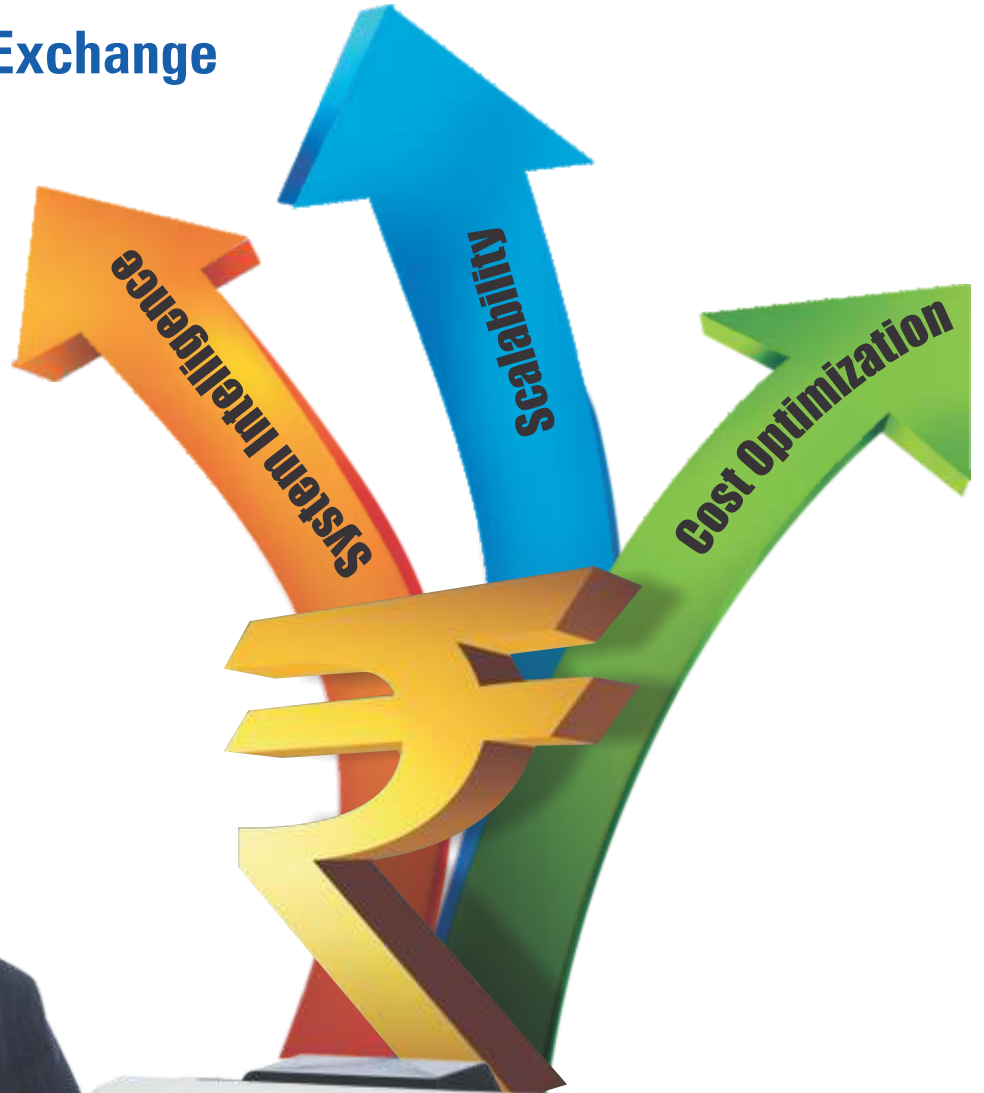 Exchange
System Intelligence
Scalability
Cost Optimization
₹